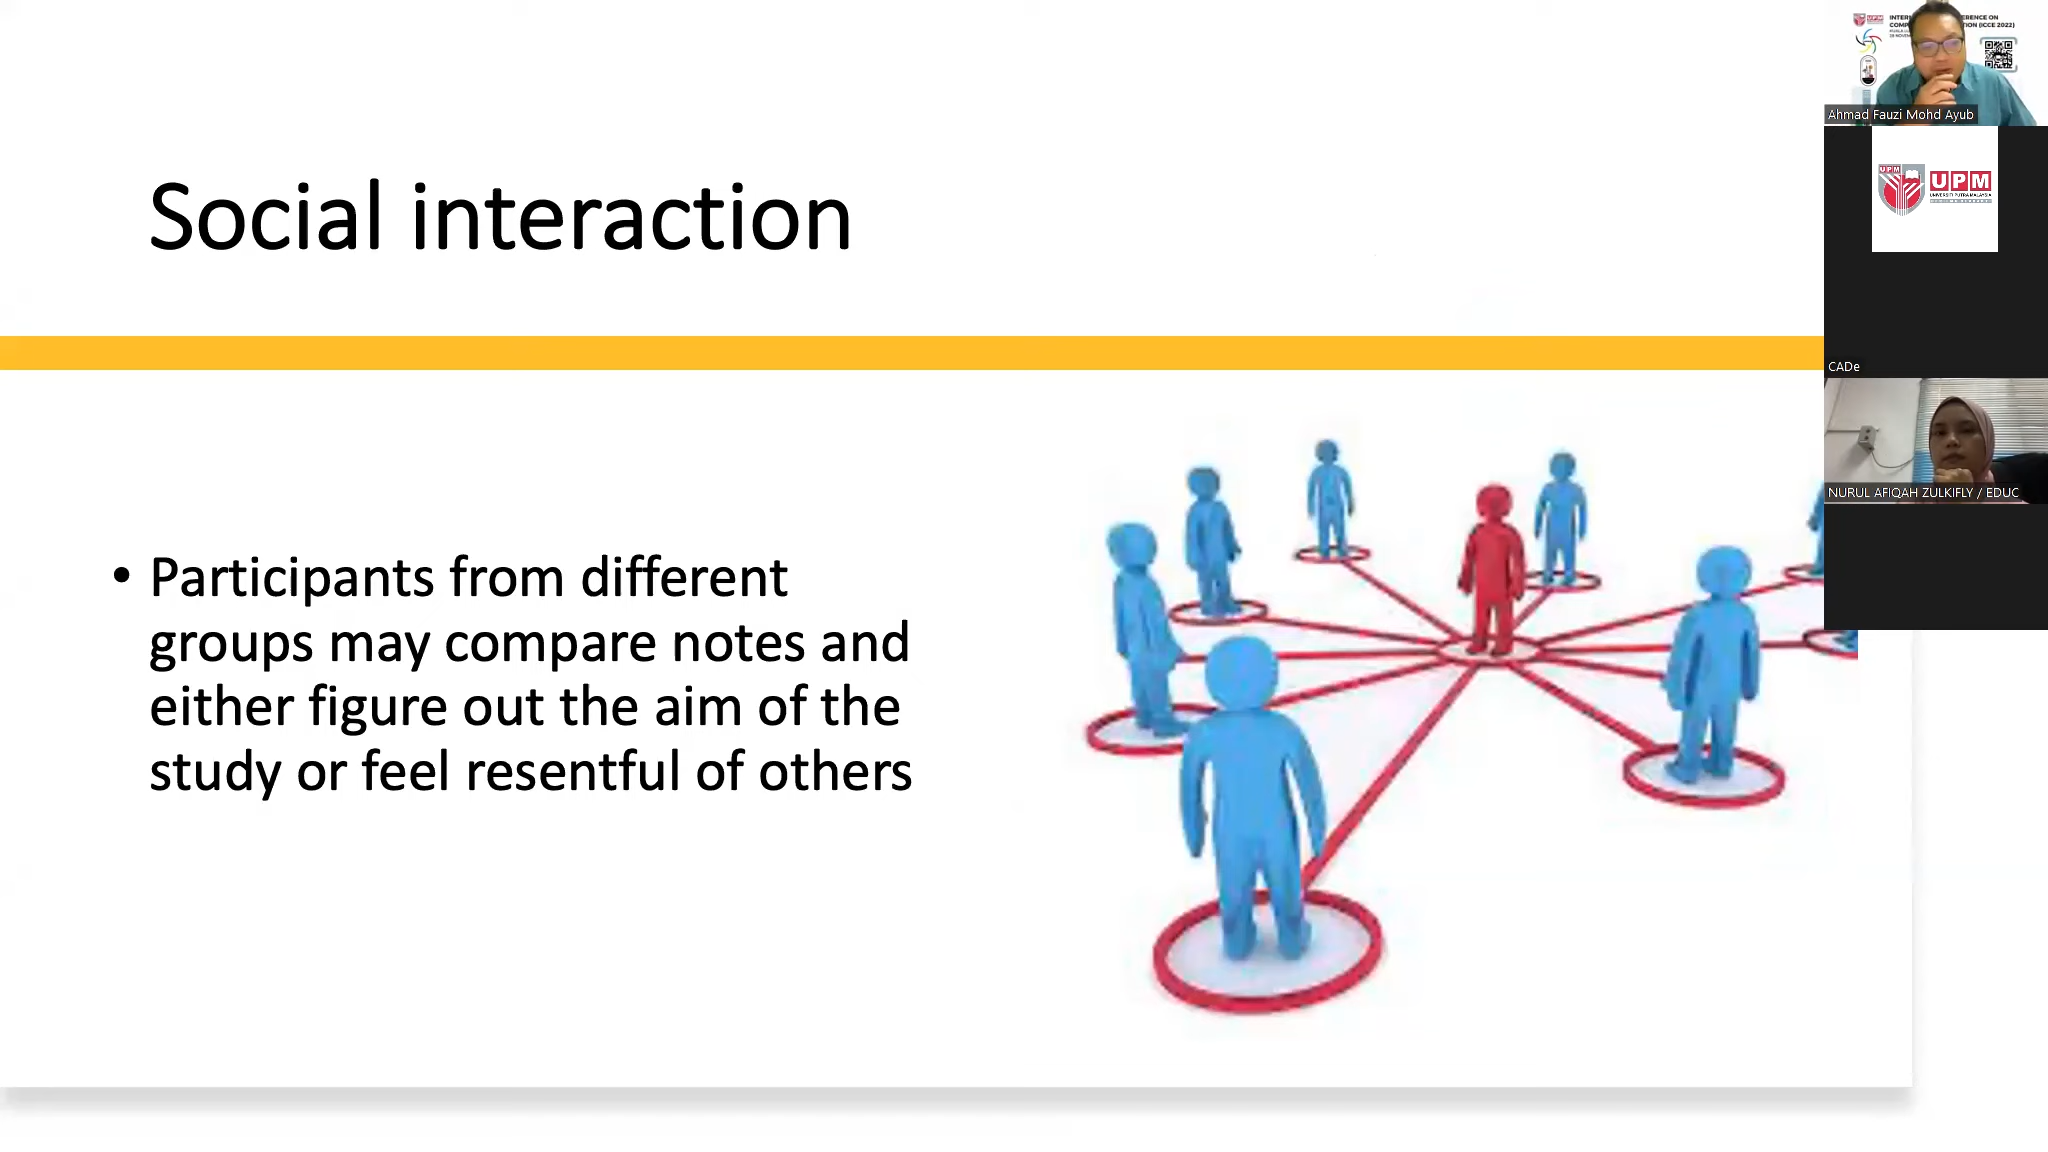 Social interaction
• Participants from different
groups may compare notes and
either figure out the aim of the
study or feel resentful of others
Ahmad Fauzi Mohd Ayub
UPM
UPM
UNIVERSITI PUTRA MALAYSIA
CADe
NURUL AFIQAH ZULKIFLY / EDUC